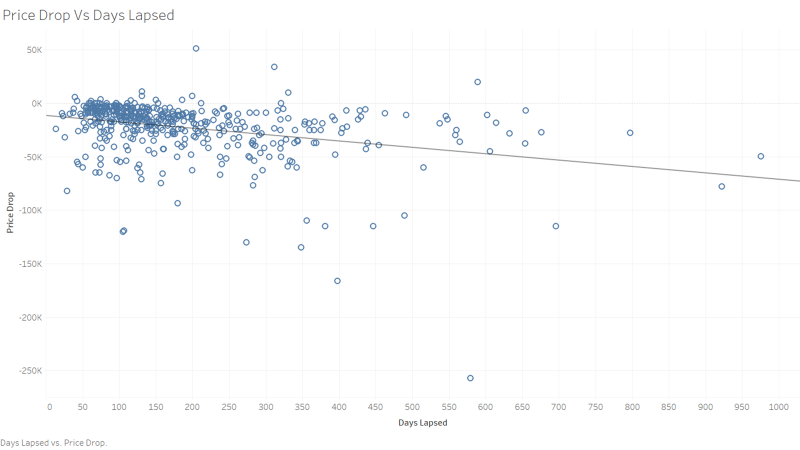 Price Drop Vs Days Lapsed
50K
0K
-50K
-100K
-150K
-200K
-250K
Price Drop
0 50 100 150 200 250 300 350 400 450 500 550 600 650 700 750 800 850 900 950 1000
Days Lapsed
Days Lapsed vs. Price Drop.